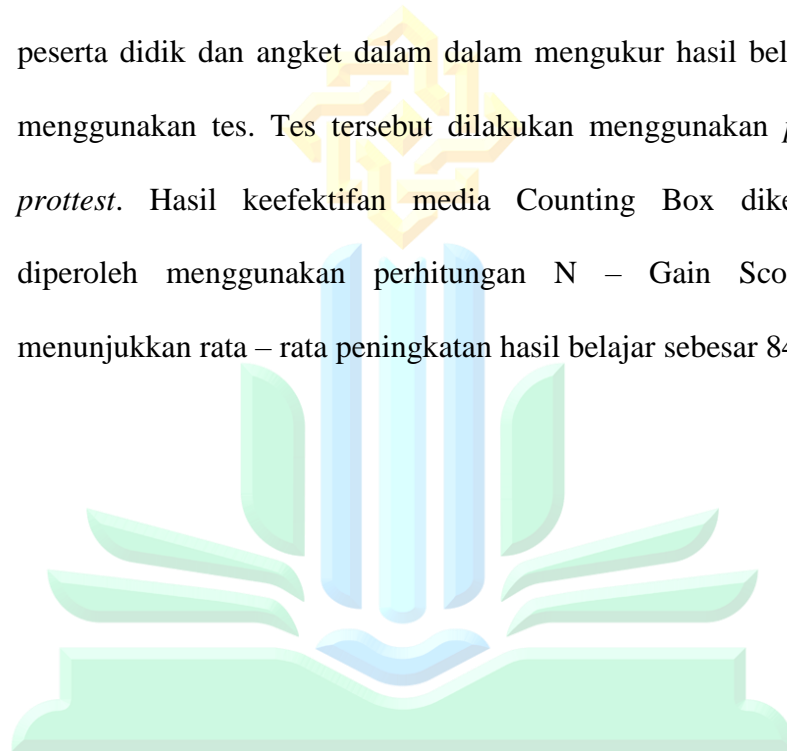 peserta didik dan angket dalam dalam mengukur hasil bel
menggunakan tes. Tes tersebut dilakukan menggunakan p
prottest. Hasil keefektifan media Counting Box dike
diperoleh menggunakan perhitungan N – Gain Sco
menunjukkan rata – rata peningkatan hasil belajar sebesar 84